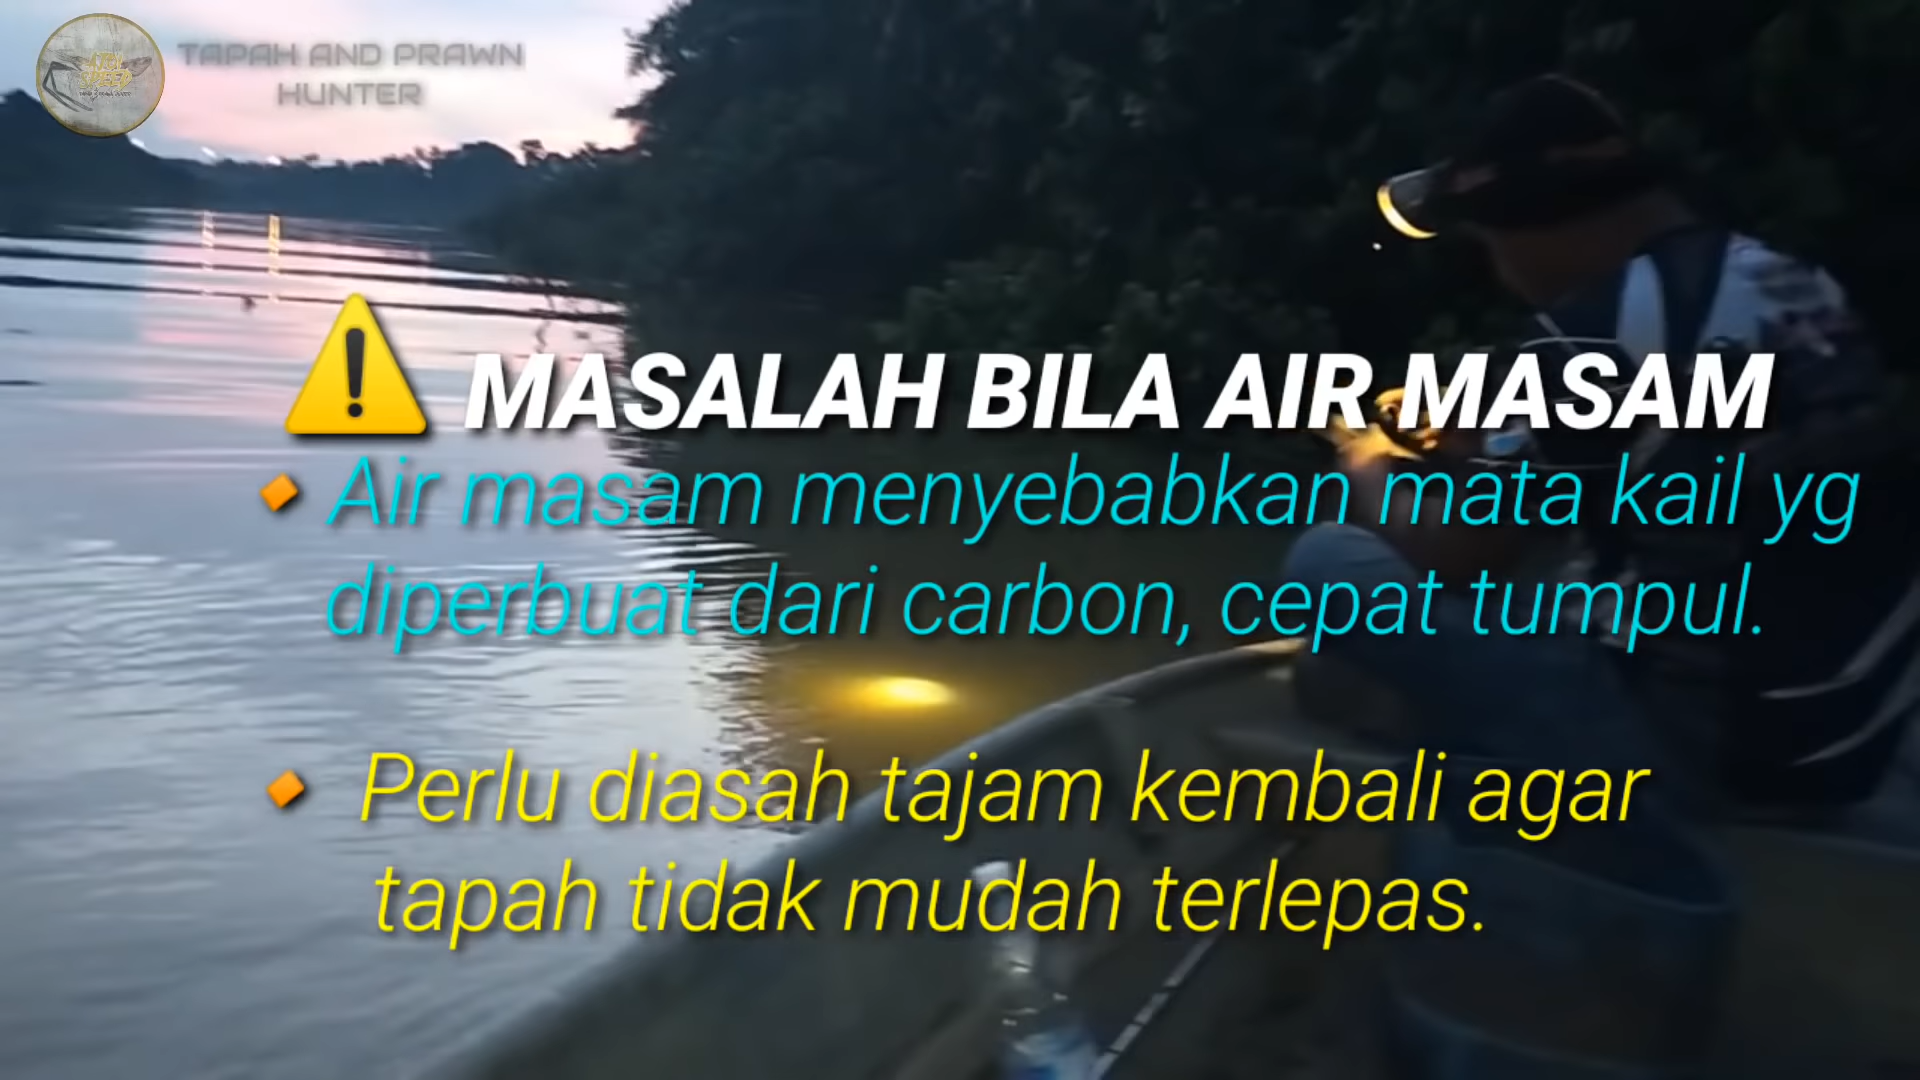 TAPAH AND PRAWN
HUNTER
SPEED
MASALAH BILA AIR MASAM
Air masam menyebabkan mata kail yg
diperbuat dari carbon, cepat tumpul.
Perlu diasah tajam kembali agar
tapah tidak mudah terlepas.